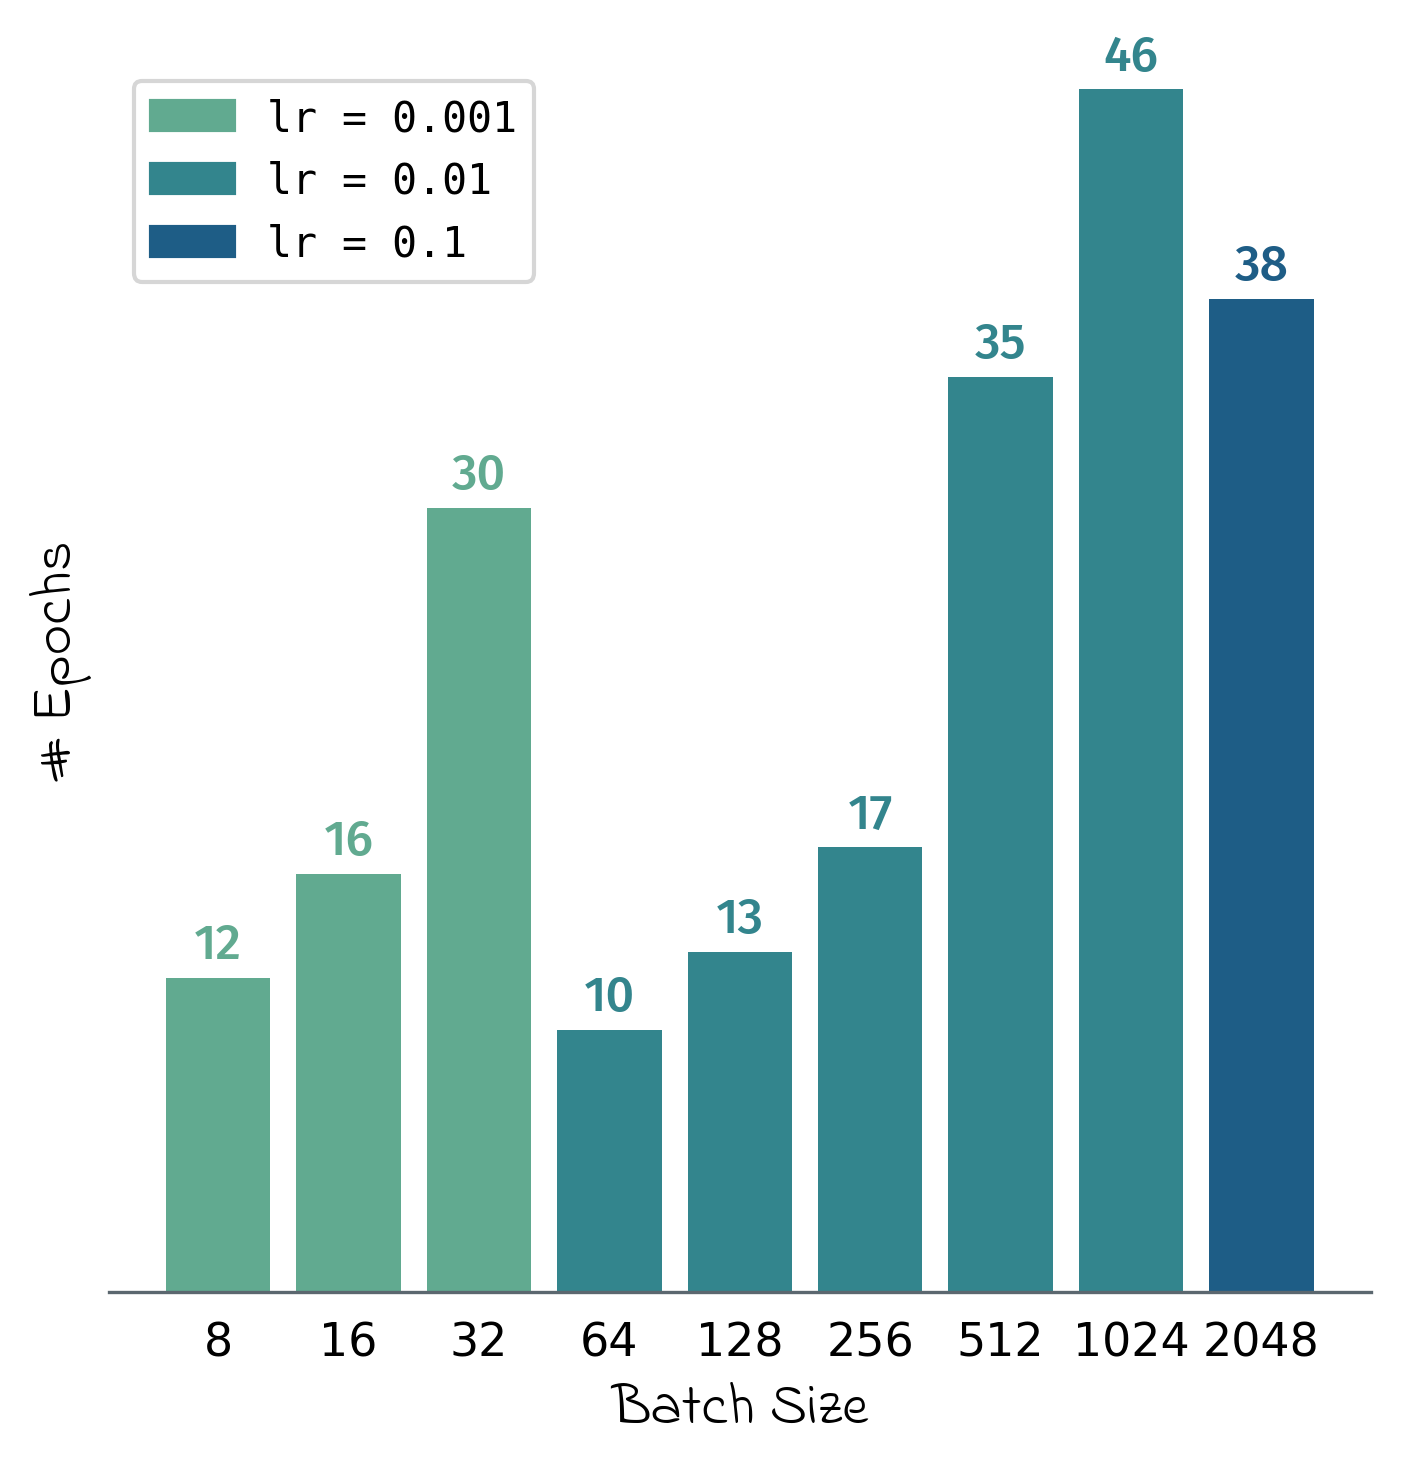 lr = 0.001
lr = 0.01
lr = 0.1
46
38
35
30
17
16
13
12
10
# Epochs
8 16 32 64 128 256 512 1024 2048
Batch Size